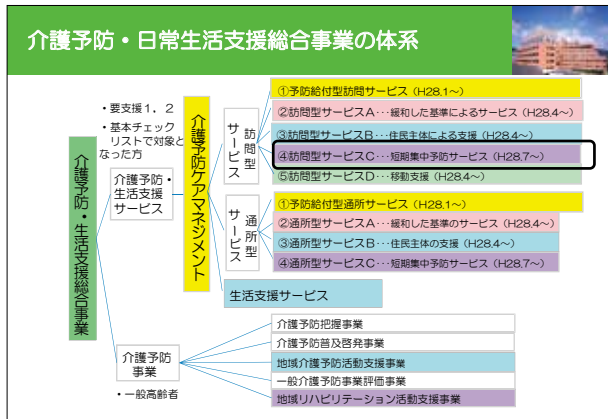 介護予防・日常生活支援総合事業の体系
・要支援1．2
・基本チェック
リストで対象と
なった方
介護予防・生活支援総合事業
介護予防・
生活支援
サービス
介護予防ケアマネジメント
訪問型
サービス
①予防給付型訪問サービス（H28.1～）
②訪問型サービスA・・・緩和した基準によるサービス（H28.4～）
③訪問型サービスB・・・住民主体による支援（H28.4～）
④訪問型サービスC・・・短期集中予防サービス（H28.7～）
⑤訪問型サービスD・・・移動支援（H28.4～）
通所型
サービス
①予防給付型通所サービス（H28.1～）
②通所型サービスA・・・緩和した基準のサービス（H28.4～）
③通所型サービスB・・・住民主体の支援（H28.4～）
④通所型サービスC・・・短期集中予防サービス（H28.7～）
生活支援サービス
介護予防
事業
・一般高齢者
介護予防把握事業
介護予防普及啓発事業
地域介護予防活動支援事業
一般介護予防事業評価事業
地域リハビリテーション活動支援事業